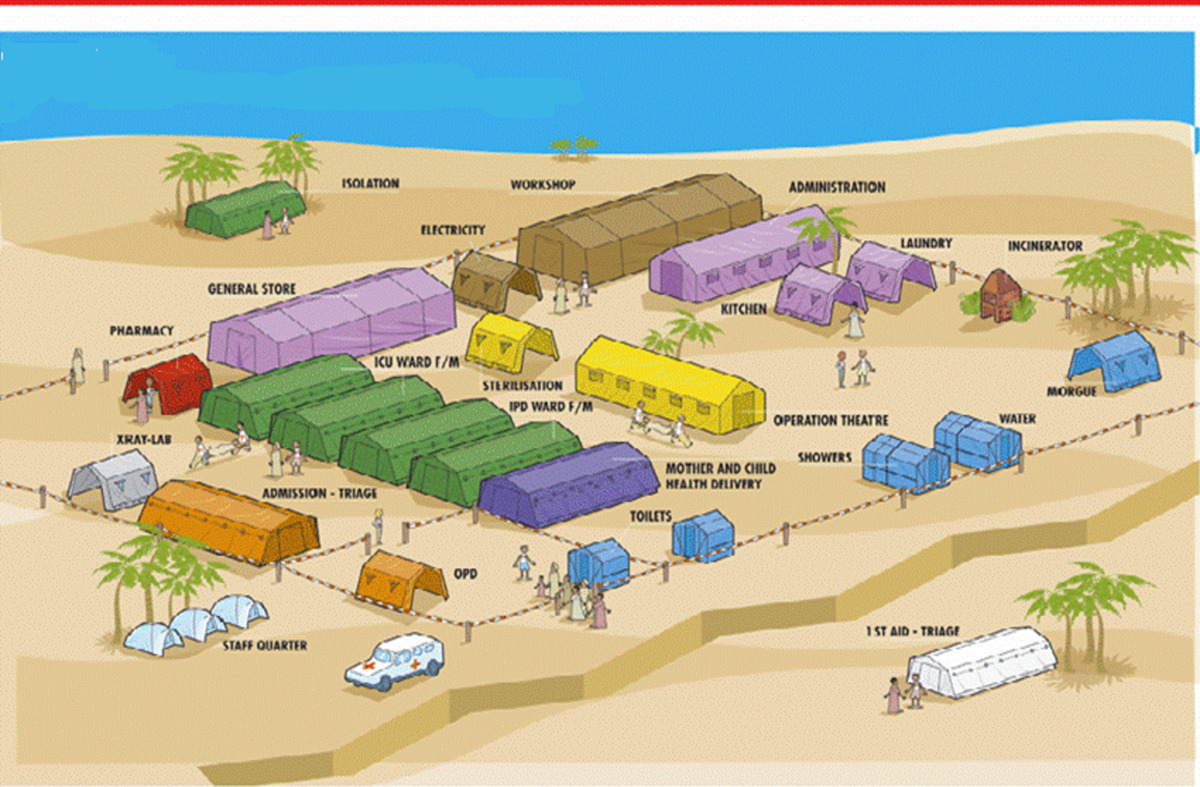 ISOLATION
WORKSHOP
ADMINISTRATION
ELECTRICITY
LAUNDRY
INCINERATOR
GENERAL STORE
KITCHEN
PHARMACY
ICU WARD F/M
STERILISATION
IPD WARD F/M
MORGUE
OPERATION THEATRE
WATER
XRAY-LAB
SHOWERS
MOTHER AND CHILD
HEALTH DELIVERY
ADMISSION - TRIAGE
TOILETS
OPD
STAFF QUARTER
1 ST AID - TRIAGE